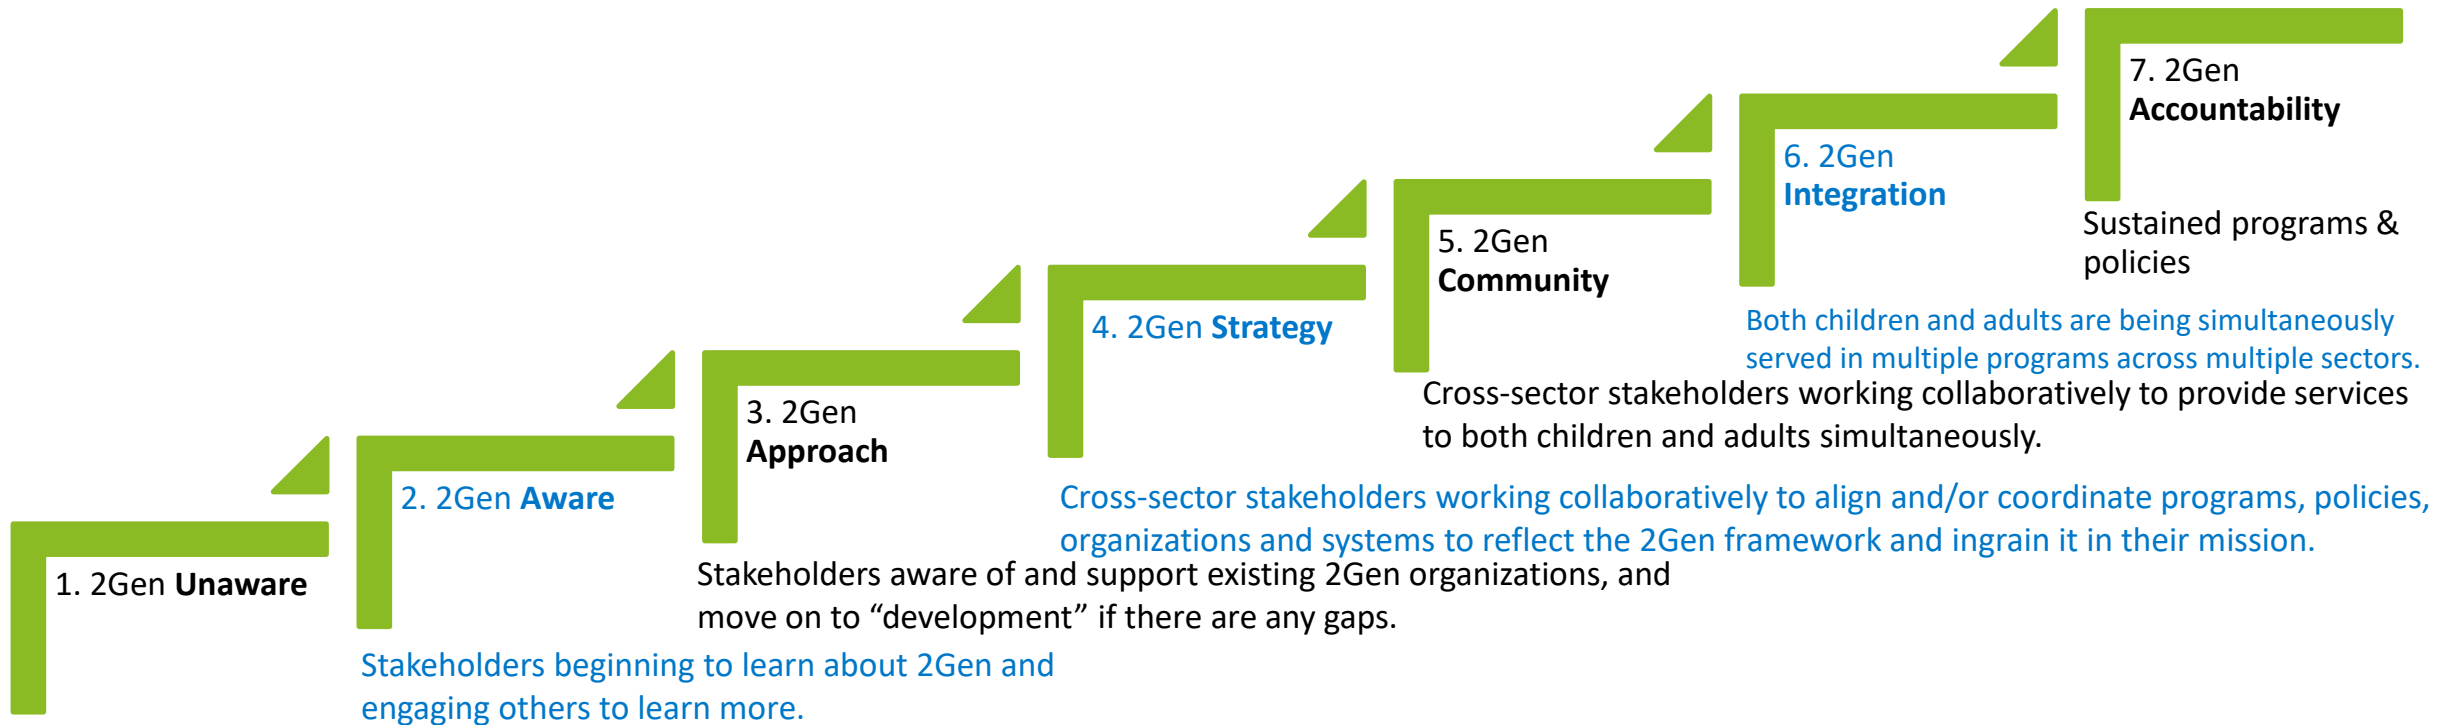 1. 2Gen Unaware
2. 2Gen Aware
Stakeholders beginning to learn about 2Gen and
engaging others to learn more.
3. 2Gen
Approach
Stakeholders aware of and support existing 2Gen organizations, and
move on to “development” if there are any gaps.
4. 2Gen Strategy
Cross-sector stakeholders working collaboratively to align and/or coordinate programs, policies,
organizations and systems to reflect the 2Gen framework and ingrain it in their mission.
5. 2Gen
Community
Cross-sector stakeholders working collaboratively to provide services
to both children and adults simultaneously.
6. 2Gen
Integration
Both children and adults are being simultaneously
served in multiple programs across multiple sectors.
7. 2Gen
Accountability
Sustained programs &
policies